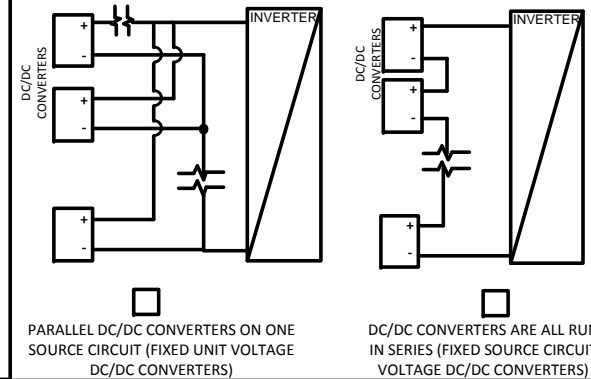 DC/DC
CONVERTERS
+
-
+
-
+
-
INVERTER
PARALLEL DC/DC CONVERTERS ON ONE
SOURCE CIRCUIT (FIXED UNIT VOLTAGE
DC/DC CONVERTERS)
DC/DC
CONVERTERS
+
-
+
-
+
-
INVERTER
DC/DC CONVERTERS ARE ALL RUN
IN SERIES (FIXED SOURCE CIRCUIT
VOLTAGE DC/DC CONVERTERS)